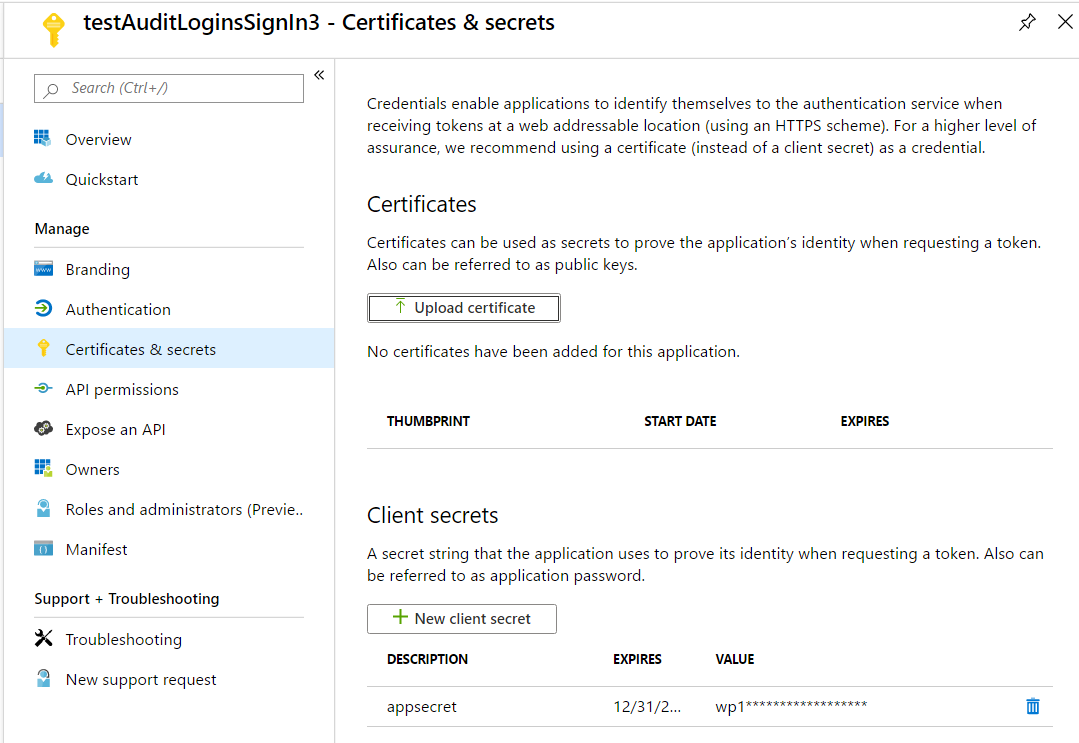 testAuditLoginsSignIn3 - Certificates & secrets
Search (Ctrl+/)
«
Overview
Quickstart
Manage
www
Branding
Authentication
Certificates & secrets
API permissions
Expose an API
Owners
Roles and administrators (Previe..
Manifest
Support + Troubleshooting
Troubleshooting
New support request
Credentials enable applications to identify themselves to the authentication service when
receiving tokens at a web addressable location (using an HTTPS scheme). For a higher level of
assurance, we recommend using a certificate (instead of a client secret) as a credential.
Certificates
Certificates can be used as secrets to prove the application's identity when requesting a token.
Also can be referred to as public keys.
Upload certificate
No certificates have been added for this application.
THUMBPRINT START DATE EXPIRES
Client secrets
A secret string that the application uses to prove its identity when requesting a token. Also can
be referred to as application password.
New client secret
DESCRIPTION EXPIRES VALUE
appsecret 12/31/2... wp1******************